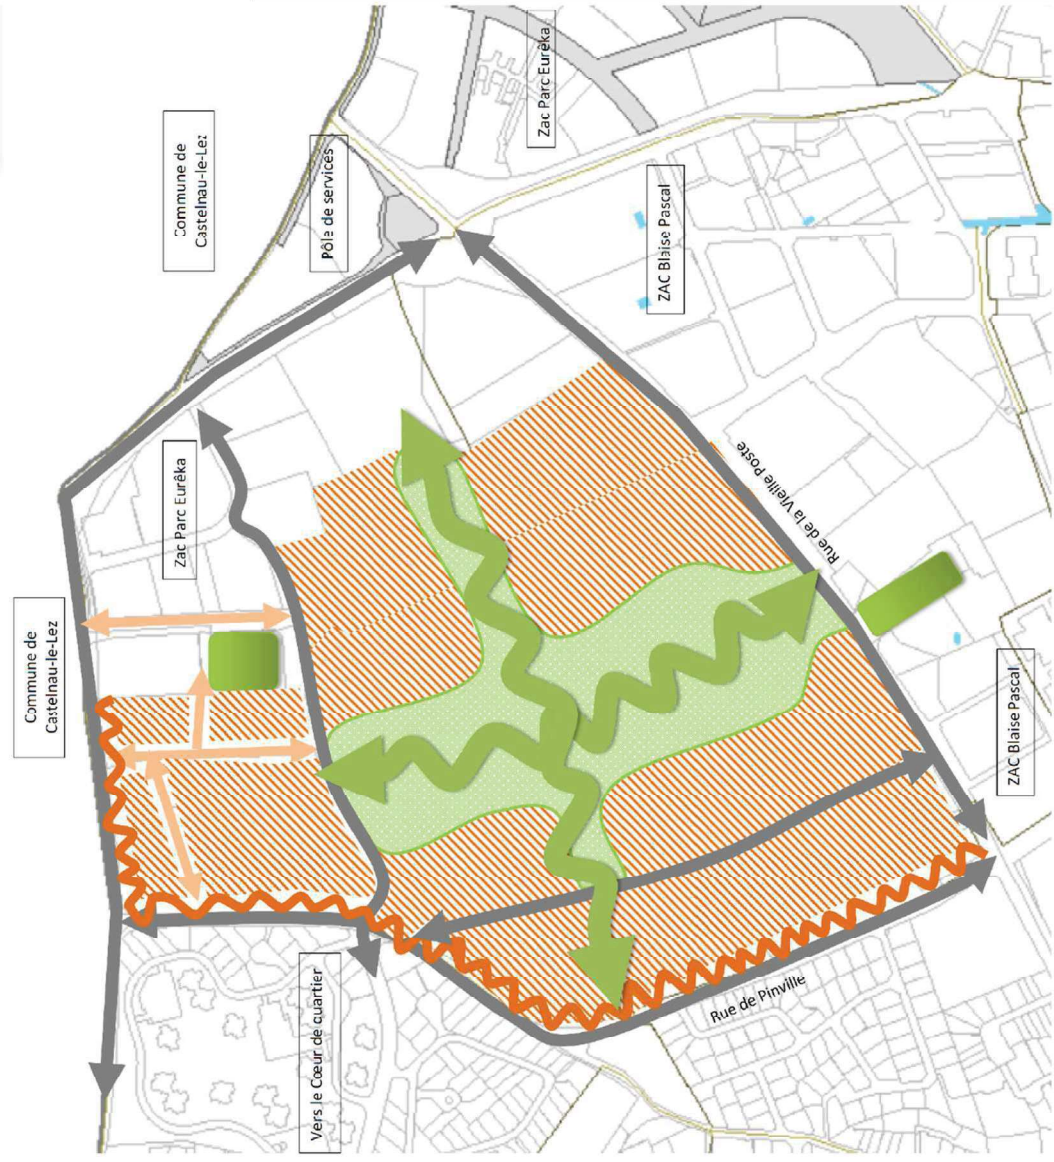 Commune de
Castelnau-le-Lez
Zac Parc Eurêka
Pôle de services
Commune de
Castelnau-le-Lez
Zac Parc Eurêka
ZAC Blaise Pascal
Rue de la Vieille Poste
ZAC Blaise Pascal
Rue de Pinville
Vers le Cœur de quartier